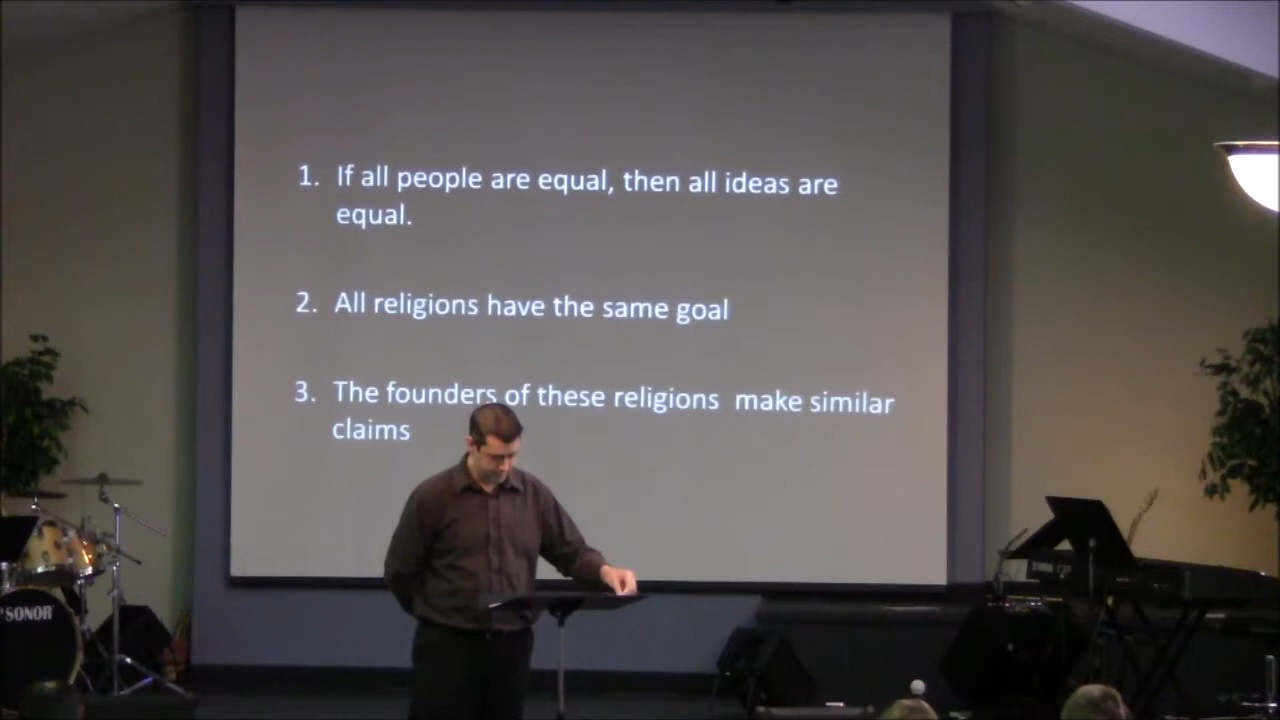 1. If all people are equal, then all ideas are
equal.
2. All religions have the same goal
3. The founders of these religions  make similar
claims
SONOR